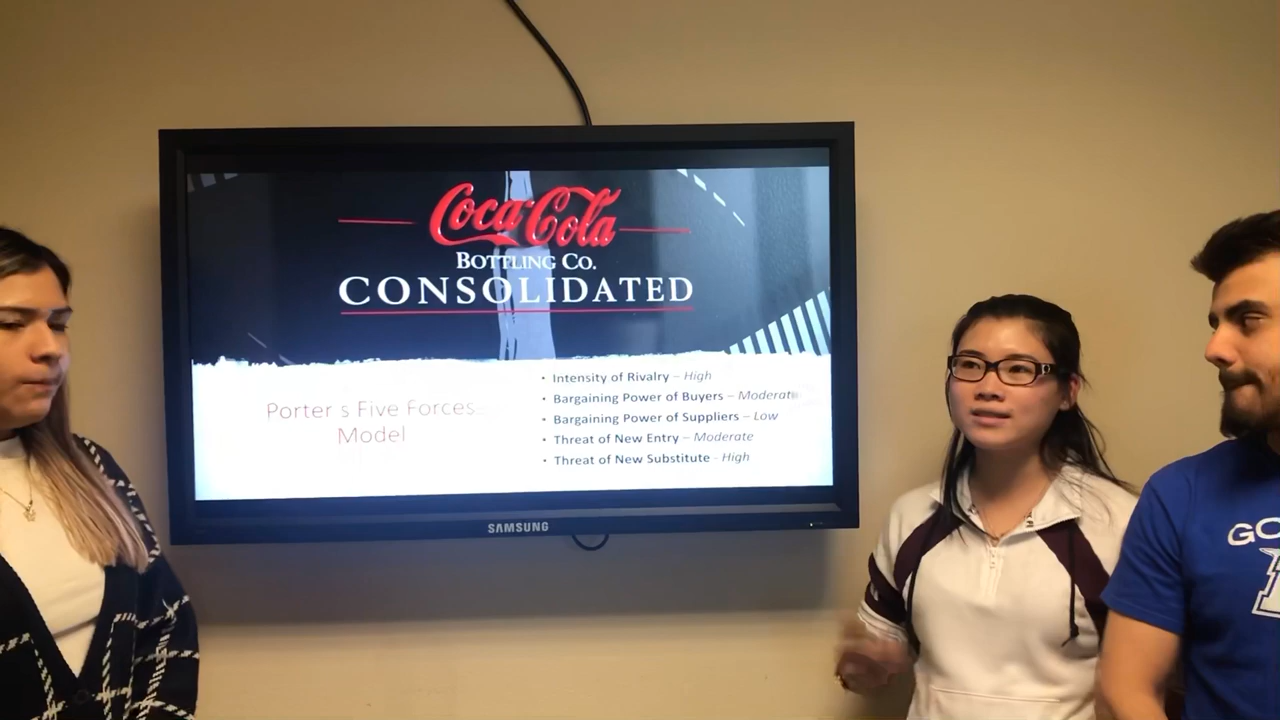 Coca-Cola
BOTTLING CO.
CONSOLIDATED
Porter s Five Forces
Model
• Intensity of Rivalry – High
• Bargaining Power of Buyers – Moderate
• Bargaining Power of Suppliers – Low
• Threat of New Entry – Moderate
• Threat of New Substitute - High
SAMSUNG